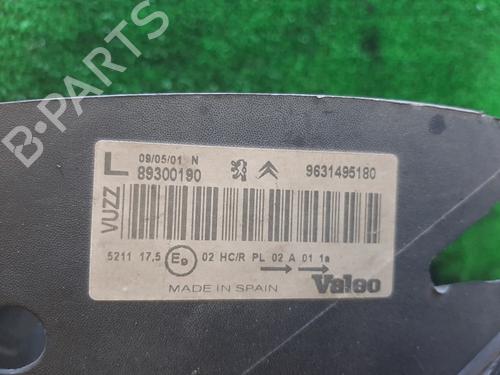 B-PARTS
L 09/05/01 N
89300190 9631495180
VUZZ
5211 17.5 E9 02 HC/R PL 02 A 01 1a
MADE IN SPAIN Valeo